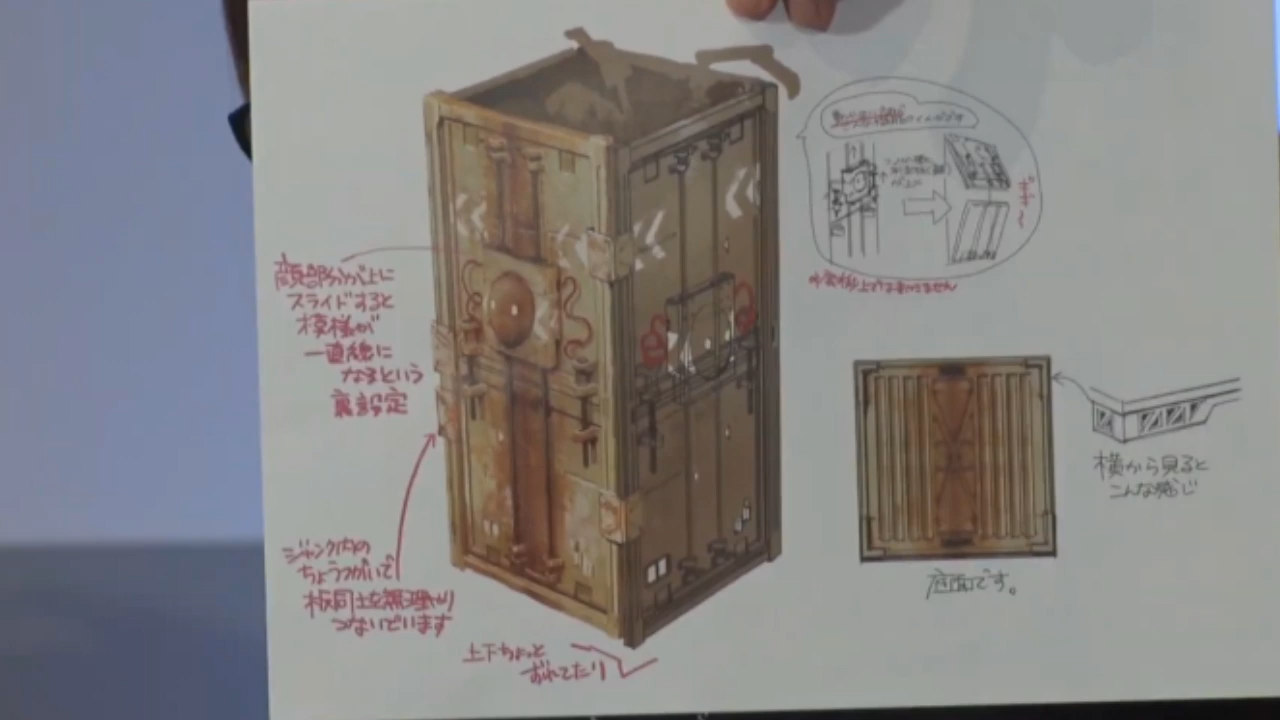 顔部分が上に
スライドすると
模様が
一直線に
なるという
裏設定
ジャンク内の
ちょうつがいで
板同士を無理やり
つないでいます
上下ちょっと
ずれてたり
横から見ると
こんな感じ
底面です。